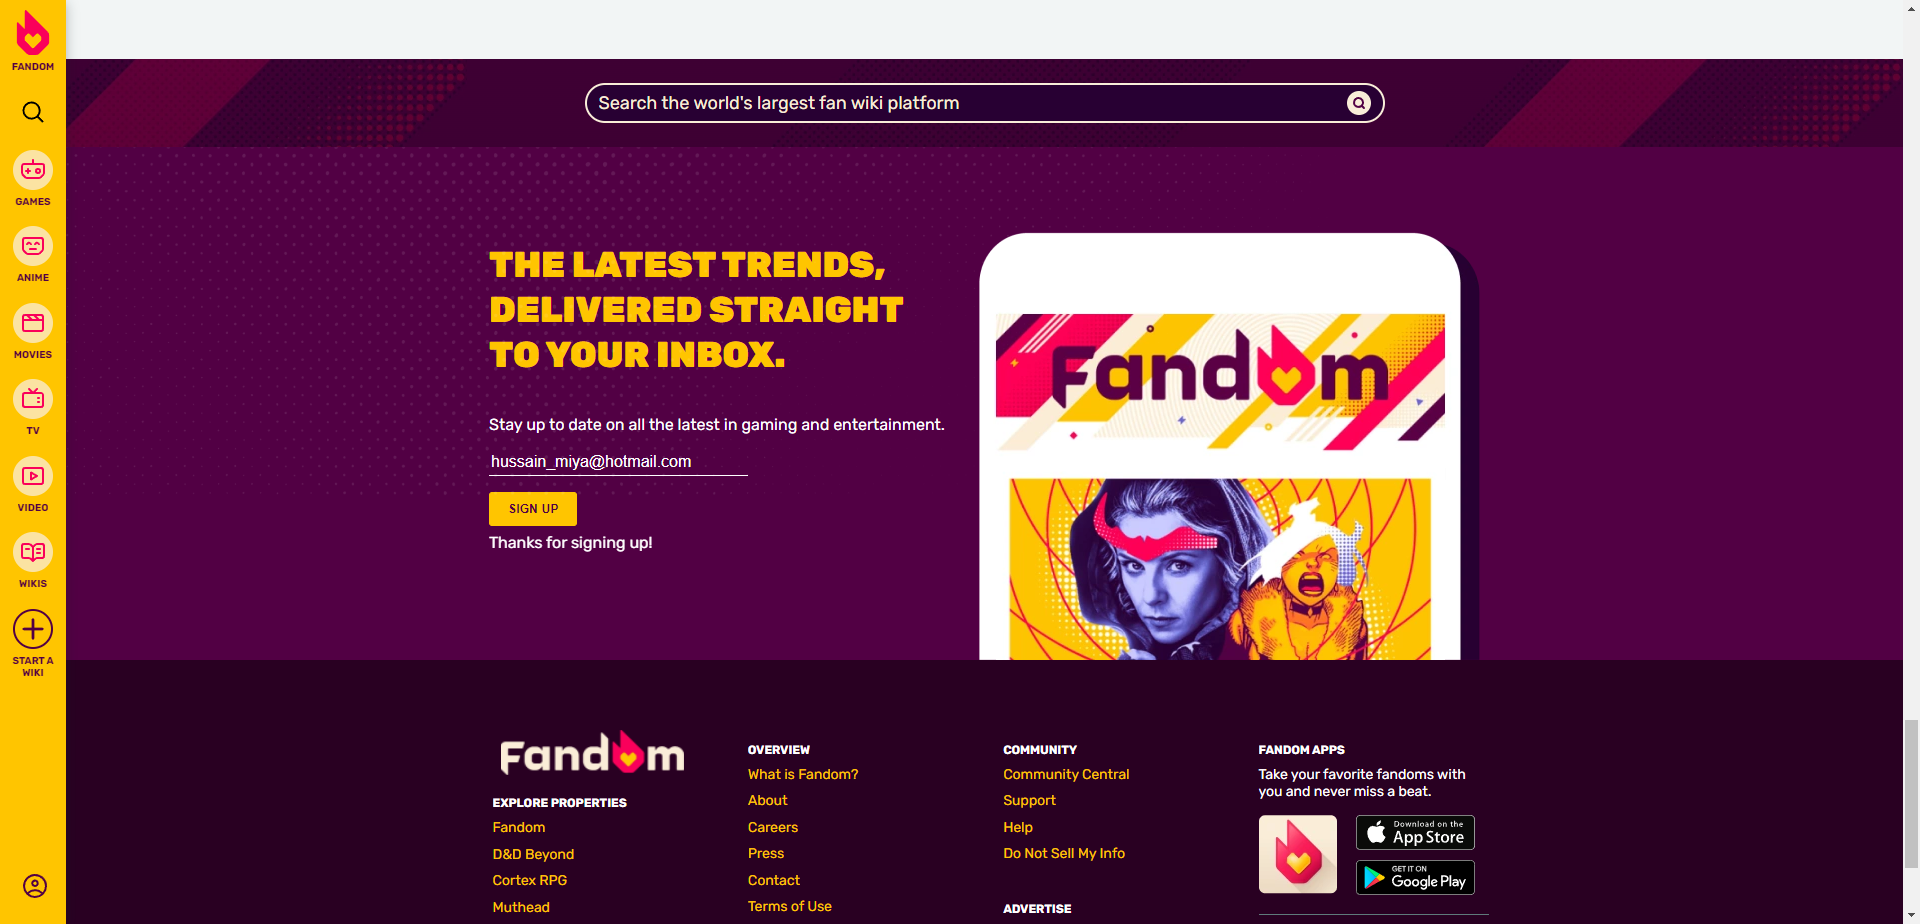 FANDOM
GAMES
ANIME
MOVIES
TV
VIDEO
WIKIS
START A
WIKI
Search the world's largest fan wiki platform
THE LATEST TRENDS,
DELIVERED STRAIGHT
TO YOUR INBOX.
Stay up to date on all the latest in gaming and entertainment.
hussain_miya@hotmail.com
SIGN UP
Thanks for signing up!
Fandom
Fandom
EXPLORE PROPERTIES
Fandom
D&D Beyond
Cortex RPG
Muthead
OVERVIEW
What is Fandom?
About
Careers
Press
Contact
Terms of Use
COMMUNITY
Community Central
Support
Help
Do Not Sell My Info
ADVERTISE
FANDOM APPS
Take your favorite fandoms with
you and never miss a beat.
Download on the
App Store
GET IT ON
Google Play